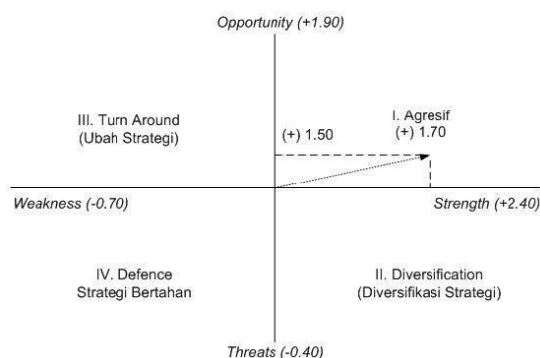 Opportunity (+1.90)
III. Turn Around
(Ubah Strategi)
(+) 1.50
I. Agresif
(+) 1.70
Weakness (-0.70)
Strength (+2.40)
IV. Defence
Strategi Bertahan
II. Diversification
(Diversifikasi Strategi)
Threats (-0.40)